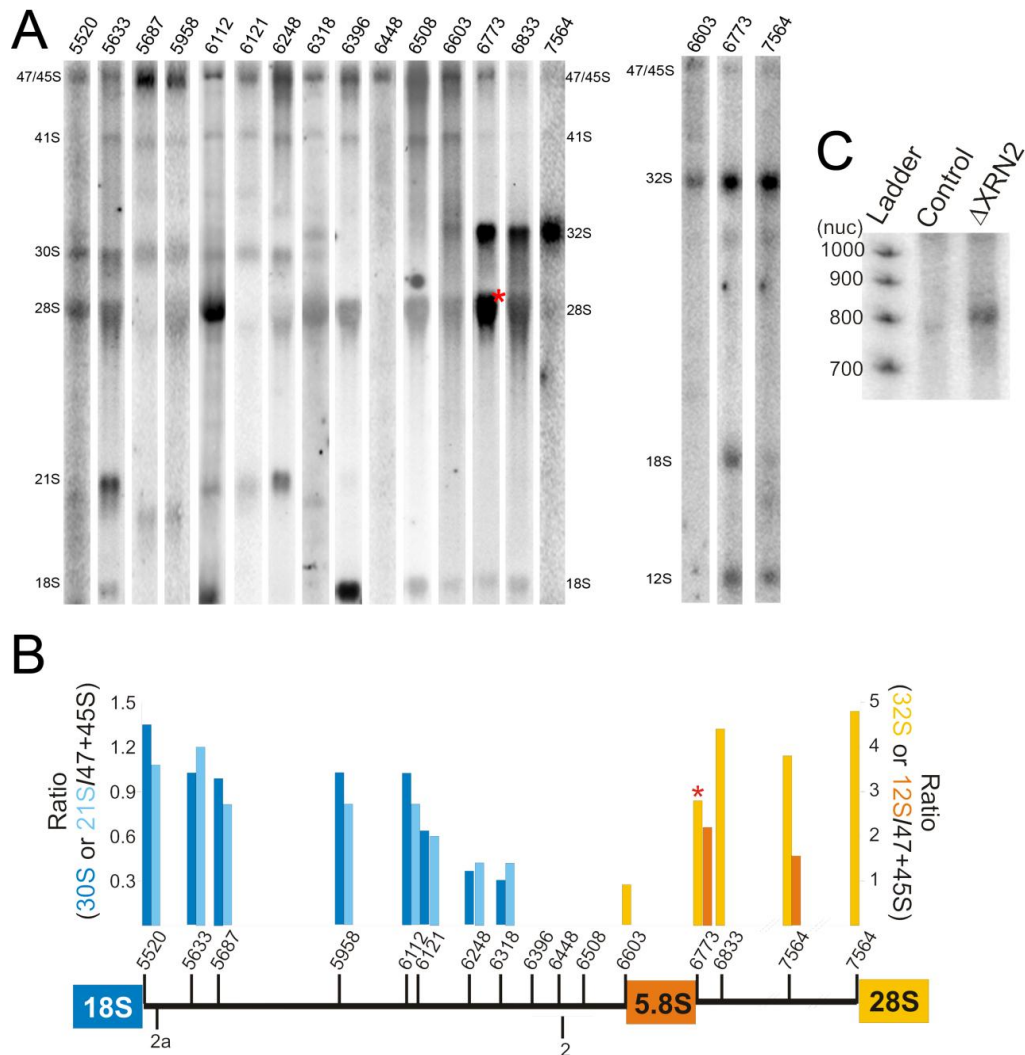 A
5520 5633 5687 5958 6112 6121 6248 6318 6396 6448 6508 6603 6773 6833 7564
47/45S
41S
30S
28S
21S
18S
47/45S
41S
32S
28S
18S
*
6603 6773 7564
47/45S
32S
18S
12S
C
Ladder Control ΔXRN2
(nuc)
1000
900
800
700
B
Ratio
(30S or 21S/47+45S)
1.5
1.2
0.9
0.6
0.3
*
5
4
3
2
1
Ratio
(32S or 12S/47+45S)
5520 5633 5687 5958 6112 6121 6248 6318 6396 6448 6508 6603 6773 6833 7564 7564
18S 5.8S 28S
2a 2